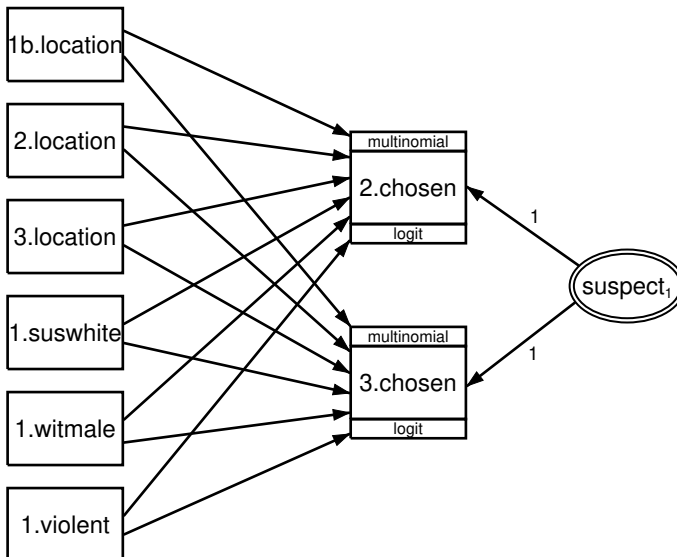 1b.location
2.location
3.location
1.suswhite
1.witmale
1.violent
multinomial
2.chosen
logit
multinomial
3.chosen
logit
1
1
suspect₁